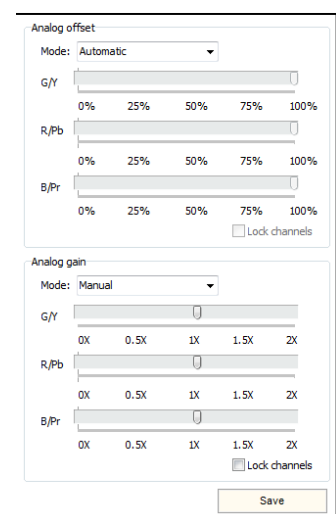 Analog offset
Mode: Automatic
G/Y
0% 25% 50% 75% 100%
R/Pb
0% 25% 50% 75% 100%
B/Pr
0% 25% 50% 75% 100%
Lock channels
Analog gain
Mode: Manual
G/Y
0X 0.5X 1X 1.5X 2X
R/Pb
0X 0.5X 1X 1.5X 2X
B/Pr
0X 0.5X 1X 1.5X 2X
Lock channels
Save